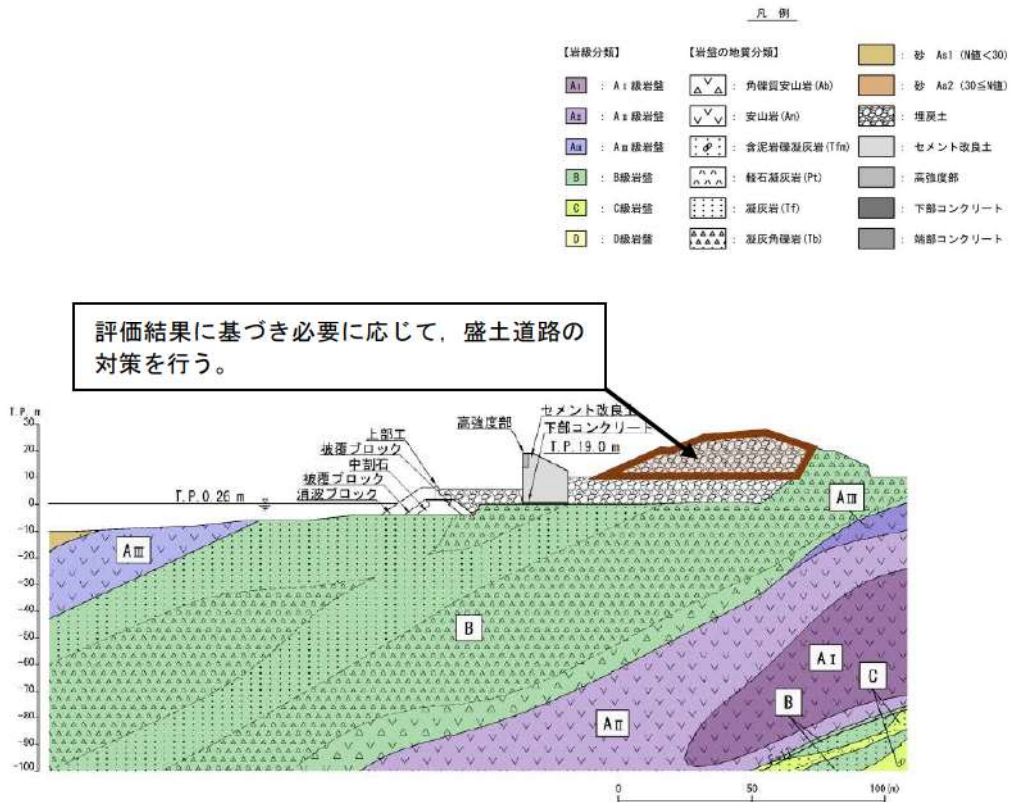 凡 例
【岩級分類】
AⅠ : AⅠ級岩盤
AⅡ : AⅡ級岩盤
AⅢ : AⅢ級岩盤
B : B級岩盤
C : C級岩盤
D : D級岩盤
【岩盤の地質分類】
: 角礫質安山岩(Ab)
: 安山岩(An)
: 含泥岩礫凝灰岩(Tfm)
: 軽石凝灰岩(Pt)
: 凝灰岩(Tf)
: 凝灰角礫岩(Tb)
: 砂 As1 (N値<30)
: 砂 As2 (30≦N値)
: 埋戻土
: セメント改良土
: 高強度部
: 下部コンクリート
: 端部コンクリート
評価結果に基づき必要に応じて，盛土道路の
対策を行う。
T.P. m
30
20
10
0
-10
-20
-30
-40
-50
-60
-70
-80
-90
-100
T.P.0.26 m
上部工
被覆ブロック
中割石
被覆ブロック
消波ブロック
高強度部
セメント改良土
下部コンクリート
T.P.19.0 m
AⅢ
AⅢ
B
AⅠ
C
B
AⅡ
0
50
100(m)